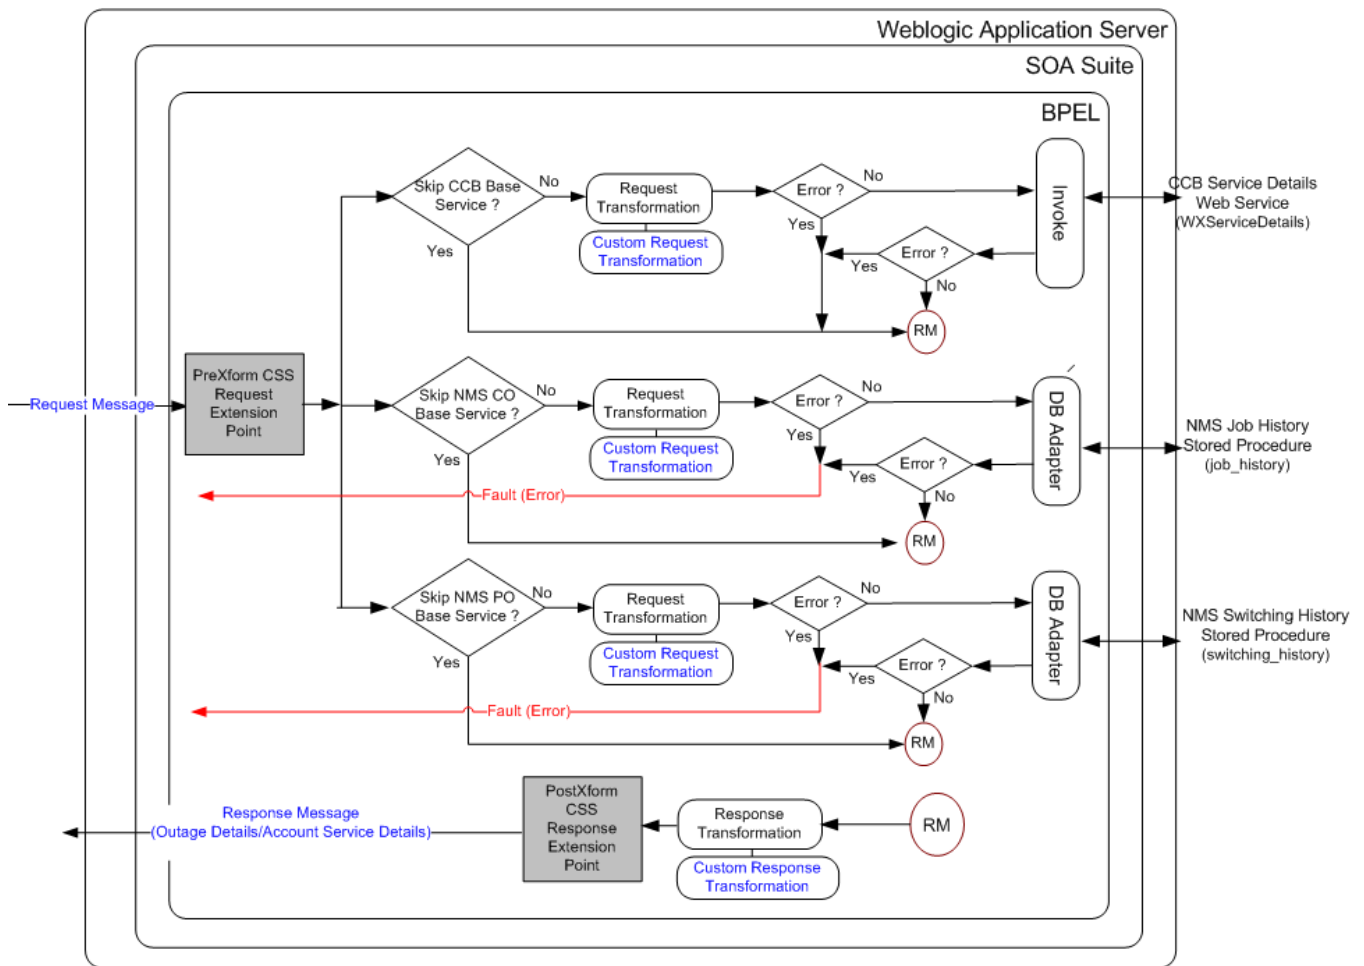 Weblogic Application Server
SOA Suite
BPEL
Skip CCB Base
Service ?
No
Yes
Request
Transformation
Custom Request
Transformation
Error ?
No
Yes
Invoke
Error ?
Yes
No
RM
CCB Service Details
Web Service
(WXServiceDetails)
Request Message
PreXform CSS
Request
Extension
Point
Skip NMS CO
Base Service ?
No
Yes
Request
Transformation
Custom Request
Transformation
Error ?
No
Yes
DB Adapter
Error ?
Yes
No
RM
Fault (Error)
NMS Job History
Stored Procedure
(job_history)
Skip NMS PO
Base Service ?
No
Yes
Request
Transformation
Custom Request
Transformation
Error ?
No
Yes
DB Adapter
Error ?
Yes
No
RM
Fault (Error)
NMS Switching History
Stored Procedure
(switching_history)
Response Message
(Outage Details/Account Service Details)
PostXform
CSS
Response
Extension
Point
Response
Transformation
Custom Response
Transformation
RM